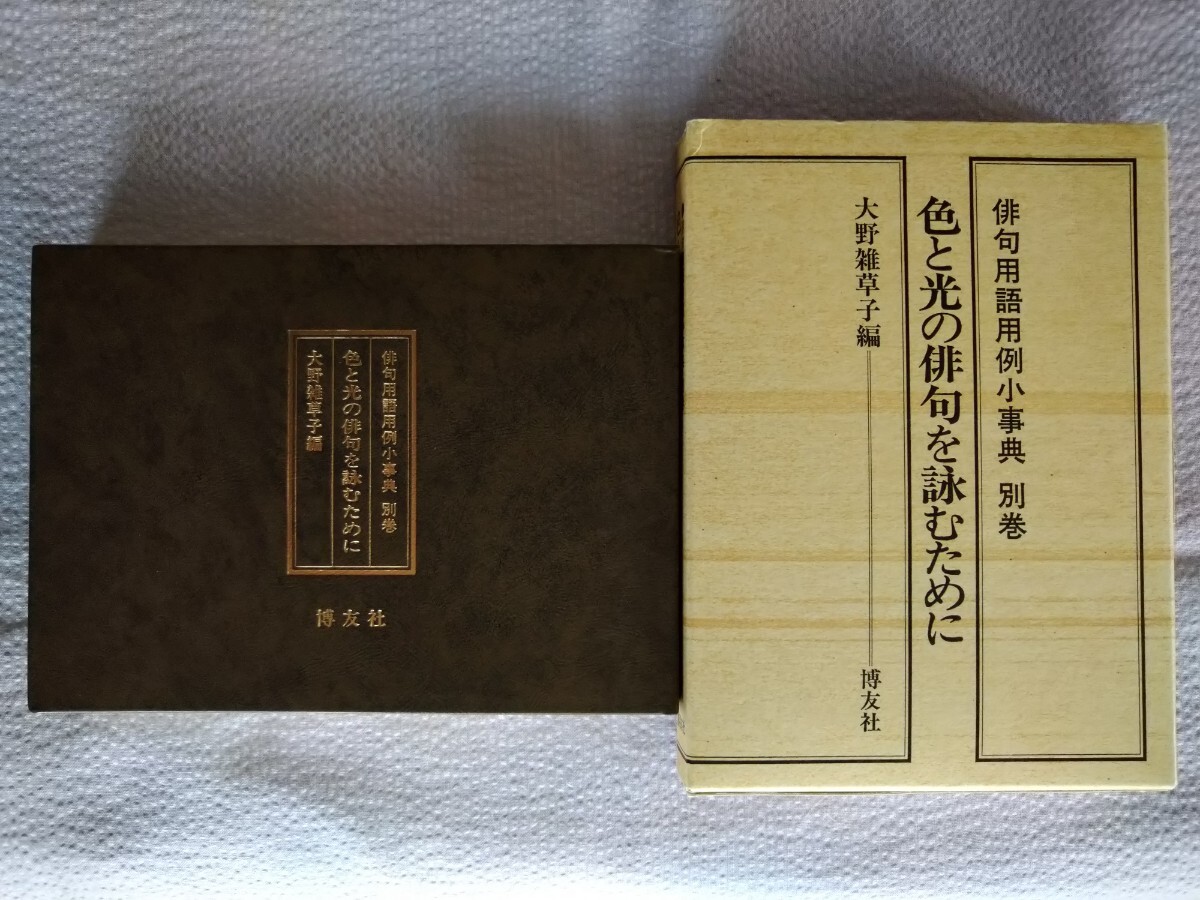 俳句用語用例小事典 別巻
色と光の俳句を詠むために
大野雑草子編
博友社
俳句用語用例小事典 別巻
色と光の俳句を詠むために
大野雑草子編
博友社